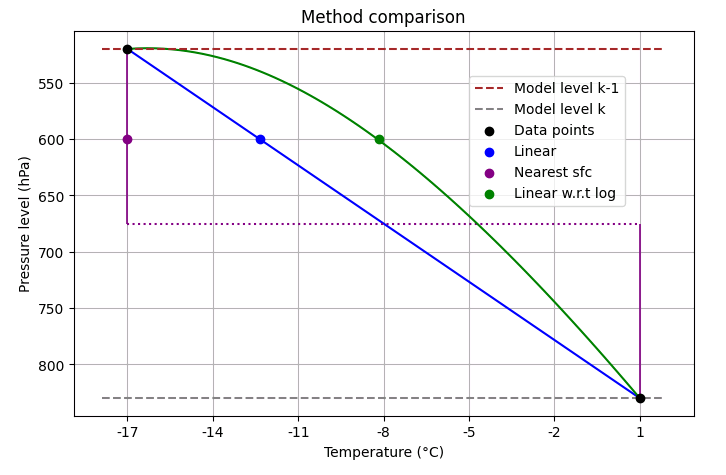 Method comparison
Model level k-1
Model level k
Data points
Linear
Nearest sfc
Linear w.r.t log
Pressure level (hPa)
550
600
650
700
750
800
-17
-14
-11
-8
-5
-2
1
Temperature (°C)